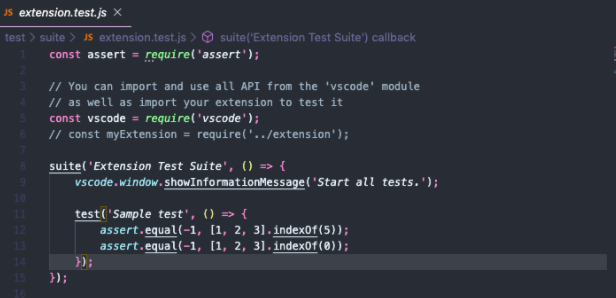 JS extension.test.js ×
test > suite > JS extension.test.js > suite('Extension Test Suite') callback
1 const assert = require('assert');
2
3 // You can import and use all API from the 'vscode' module
4 // as well as import your extension to test it
5 const vscode = require('vscode');
6 // const myExtension = require('../extension');
7
8 suite('Extension Test Suite', () => {
9 vscode.window.showInformationMessage('Start all tests.');
10
11 test('Sample test', () => {
12 assert.equal(-1, [1, 2, 3].indexOf(5));
13 assert.equal(-1, [1, 2, 3].indexOf(0));
14 });
15 });
16